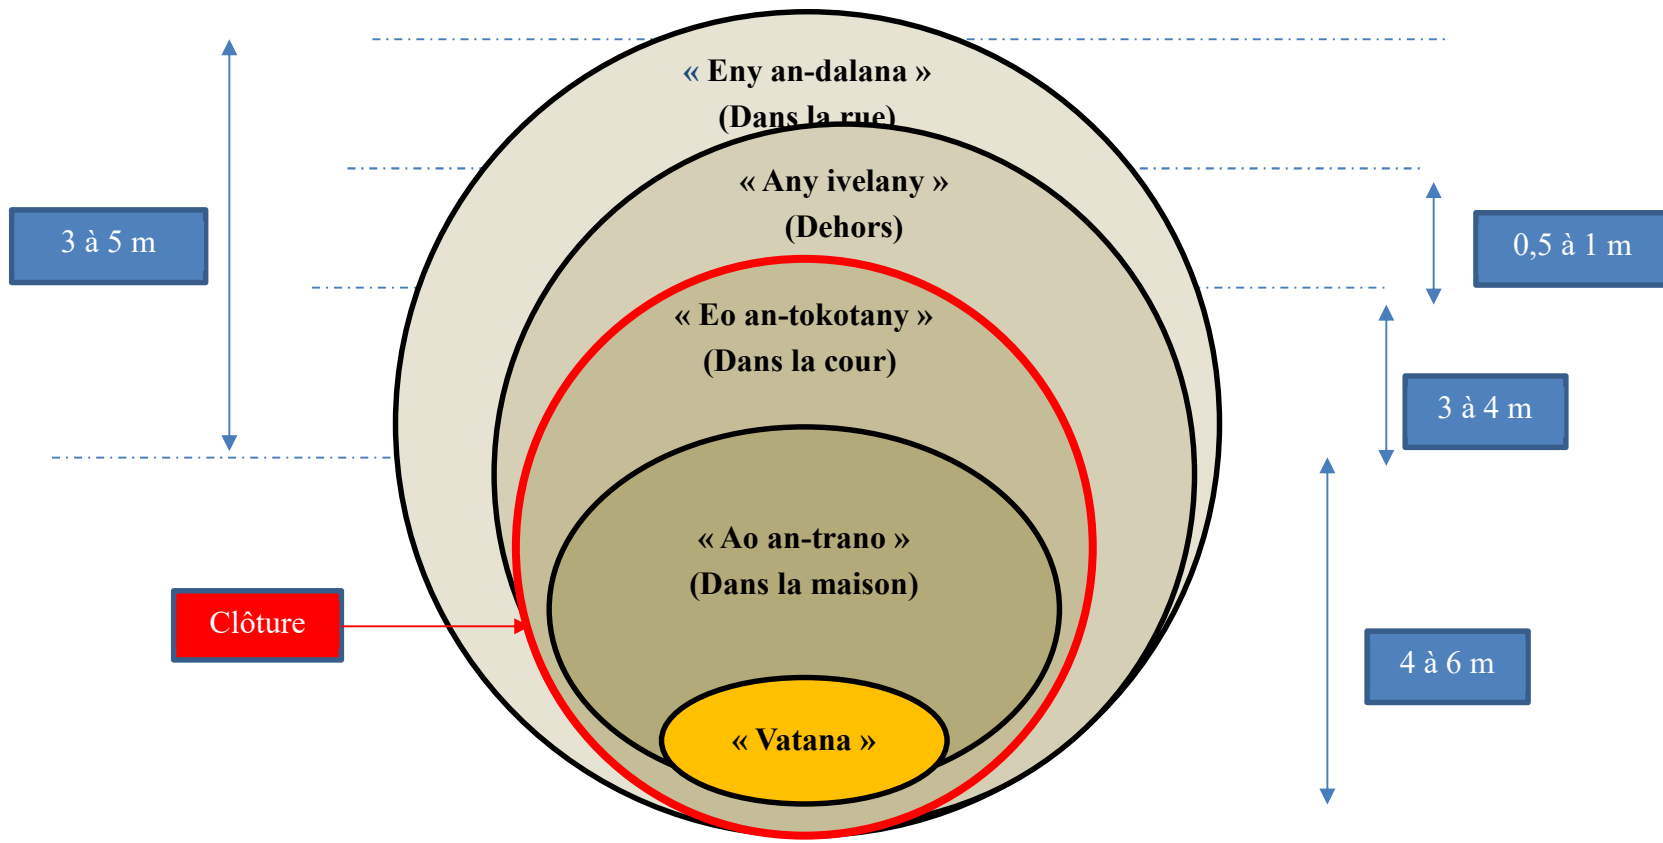 « Eny an-dalana »
(Dans la rue)
« Any ivelany »
(Dehors)
3 à 5 m
0,5 à 1 m
« Eo an-tokotany »
(Dans la cour)
3 à 4 m
« Ao an-trano »
(Dans la maison)
Clôture
4 à 6 m
« Vatana »